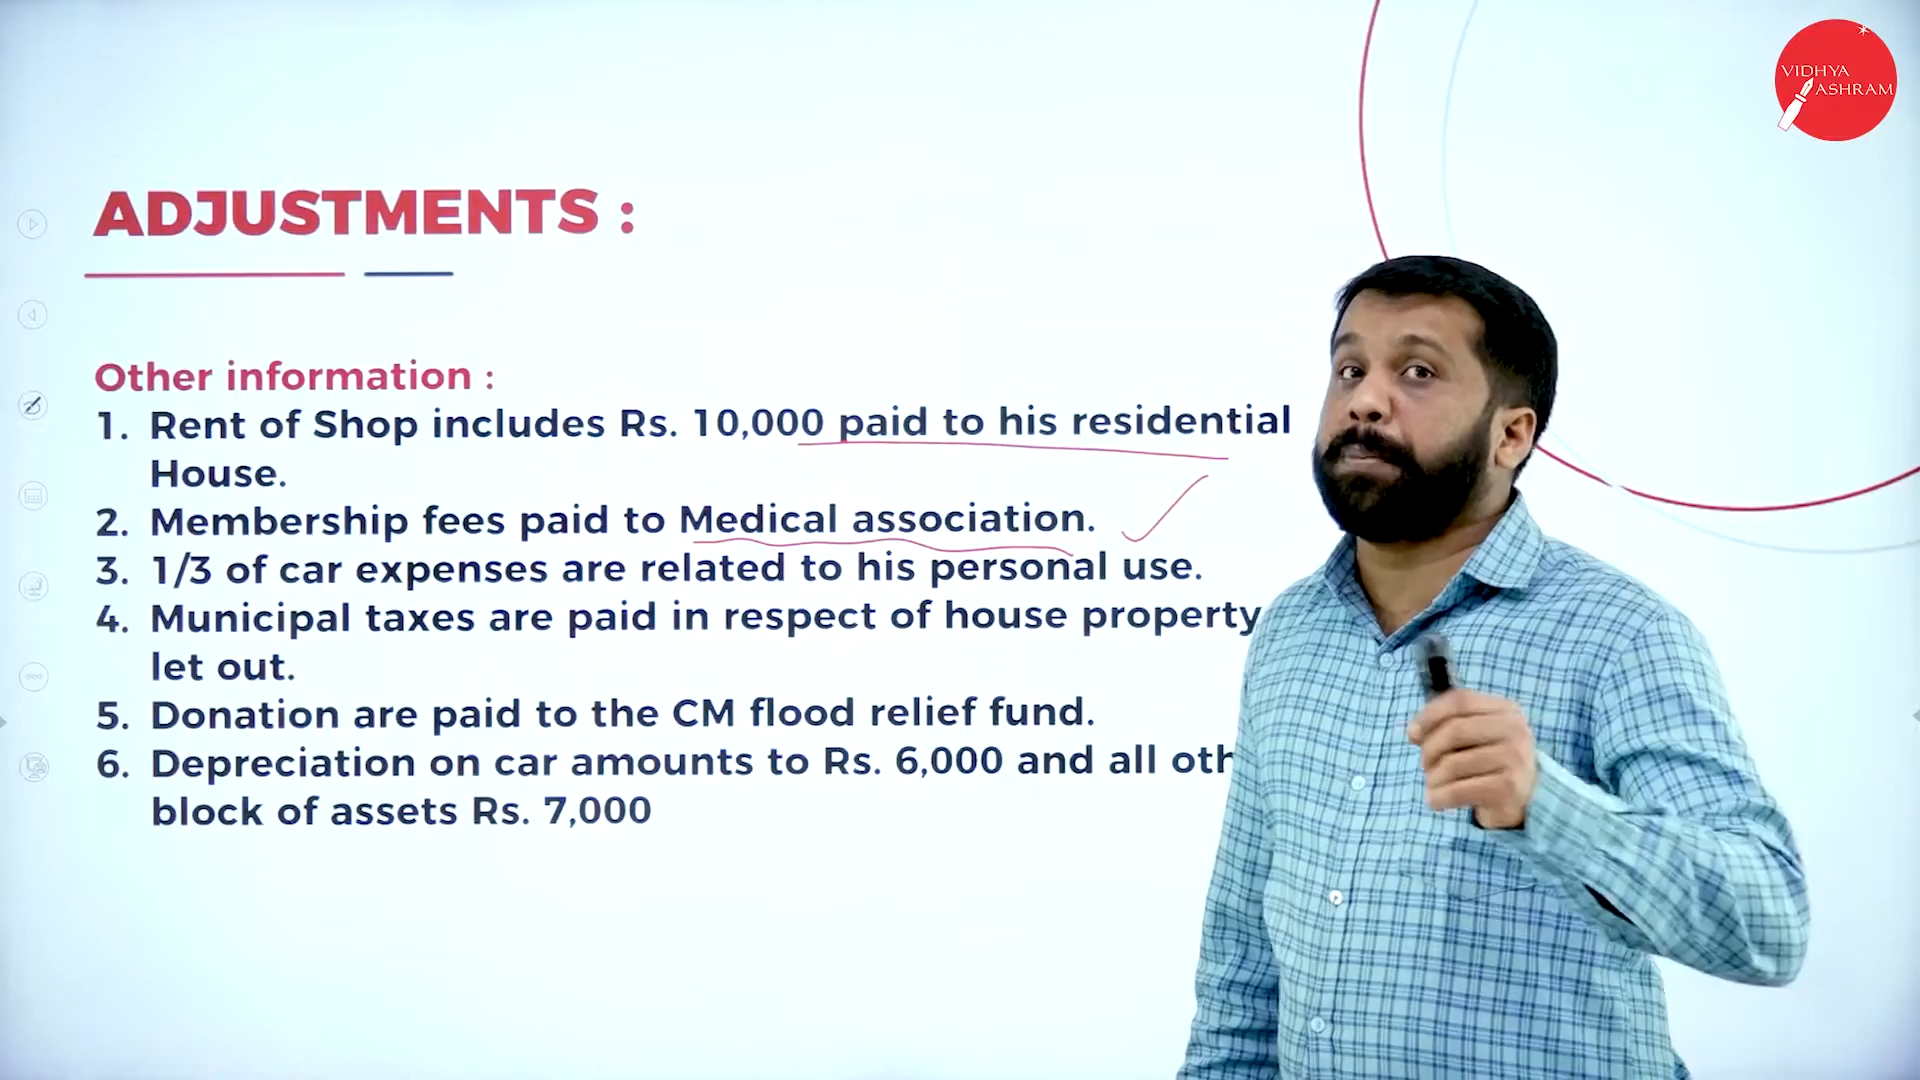 VIDHYA
ASHRAM
ADJUSTMENTS :
Other information :
1. Rent of Shop includes Rs. 10,000 paid to his residential
House.
2. Membership fees paid to Medical association.
3. 1/3 of car expenses are related to his personal use.
4. Municipal taxes are paid in respect of house property
let out.
5. Donation are paid to the CM flood relief fund.
6. Depreciation on car amounts to Rs. 6,000 and all
block of assets Rs. 7,000